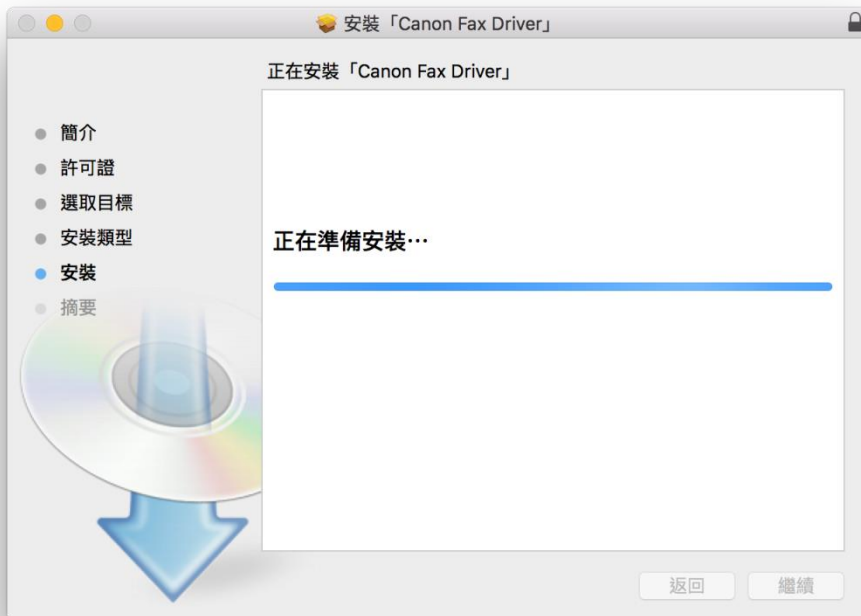 安裝「Canon Fax Driver」
正在安裝「Canon Fax Driver」
簡介
許可證
選取目標
安裝類型
安裝
摘要
正在準備安裝⋯
返回
繼續